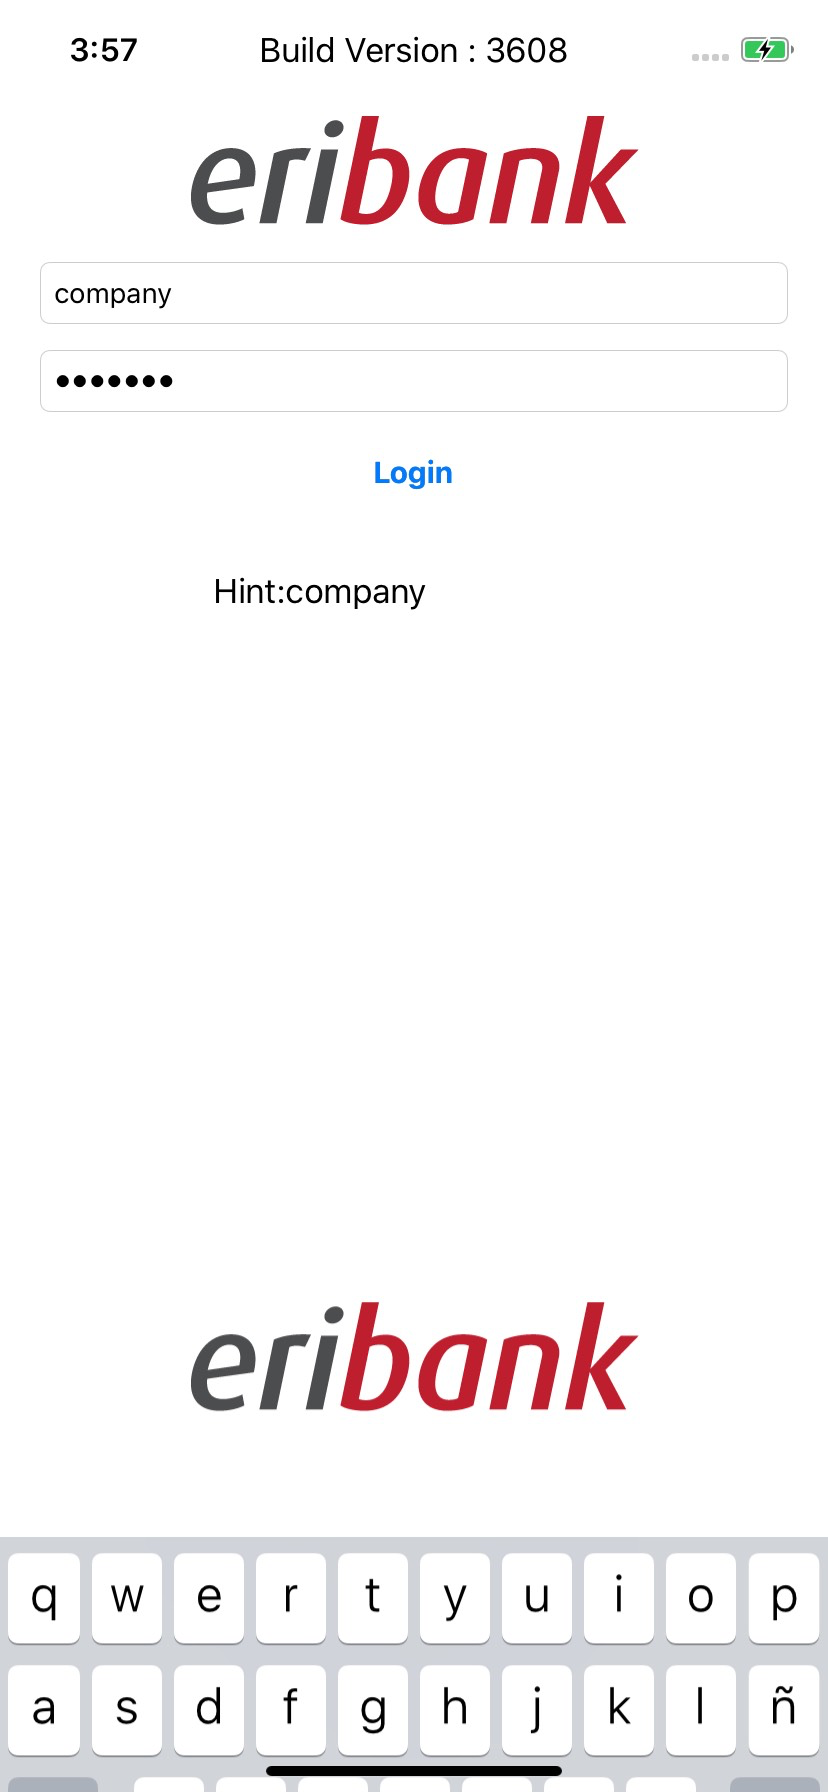 3:57 Build Version : 3608
eribank
company
•••••••
Login
Hint:company
eribank
q w e r t y u i o p
a s d f g h j k l ñ